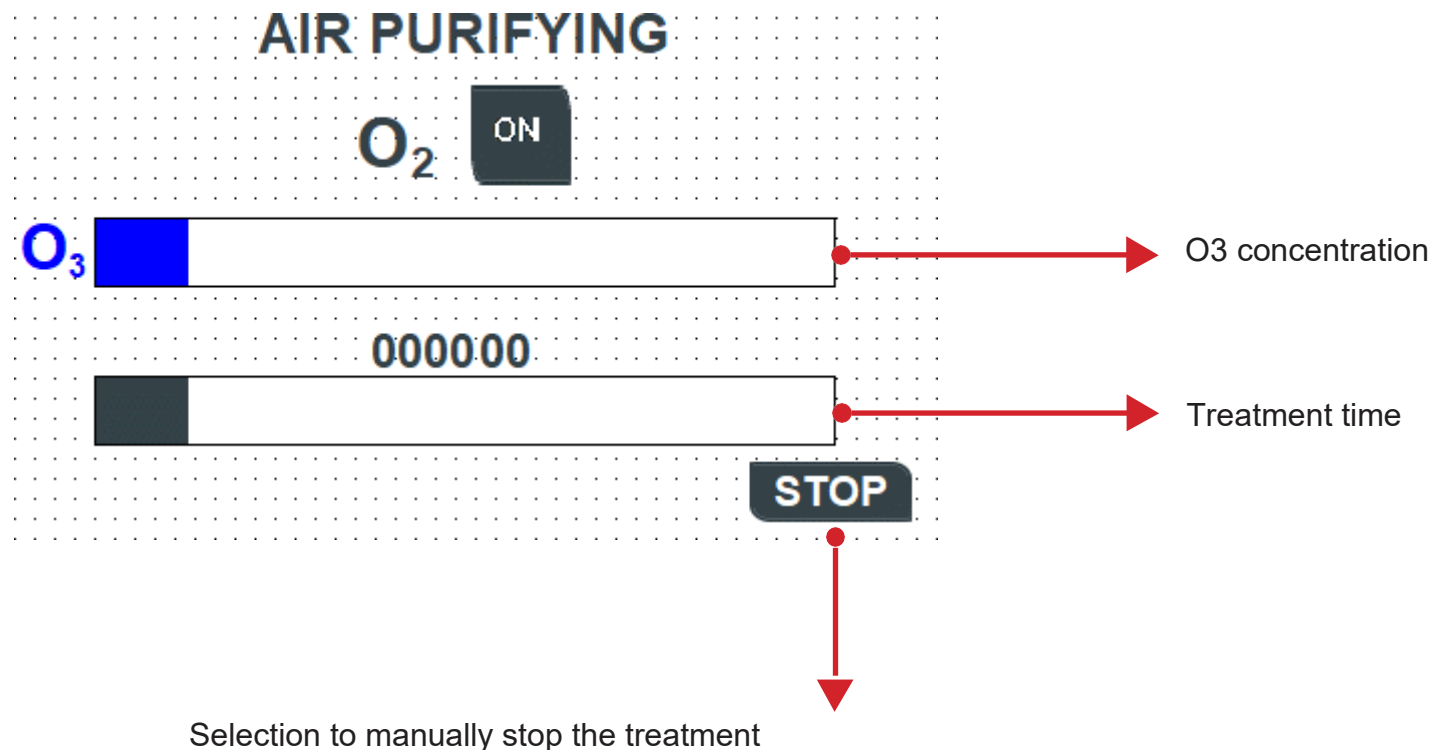 AIR PURIFYING
O₂ ON
O₃
O3 concentration
000000
Treatment time
STOP
Selection to manually stop the treatment